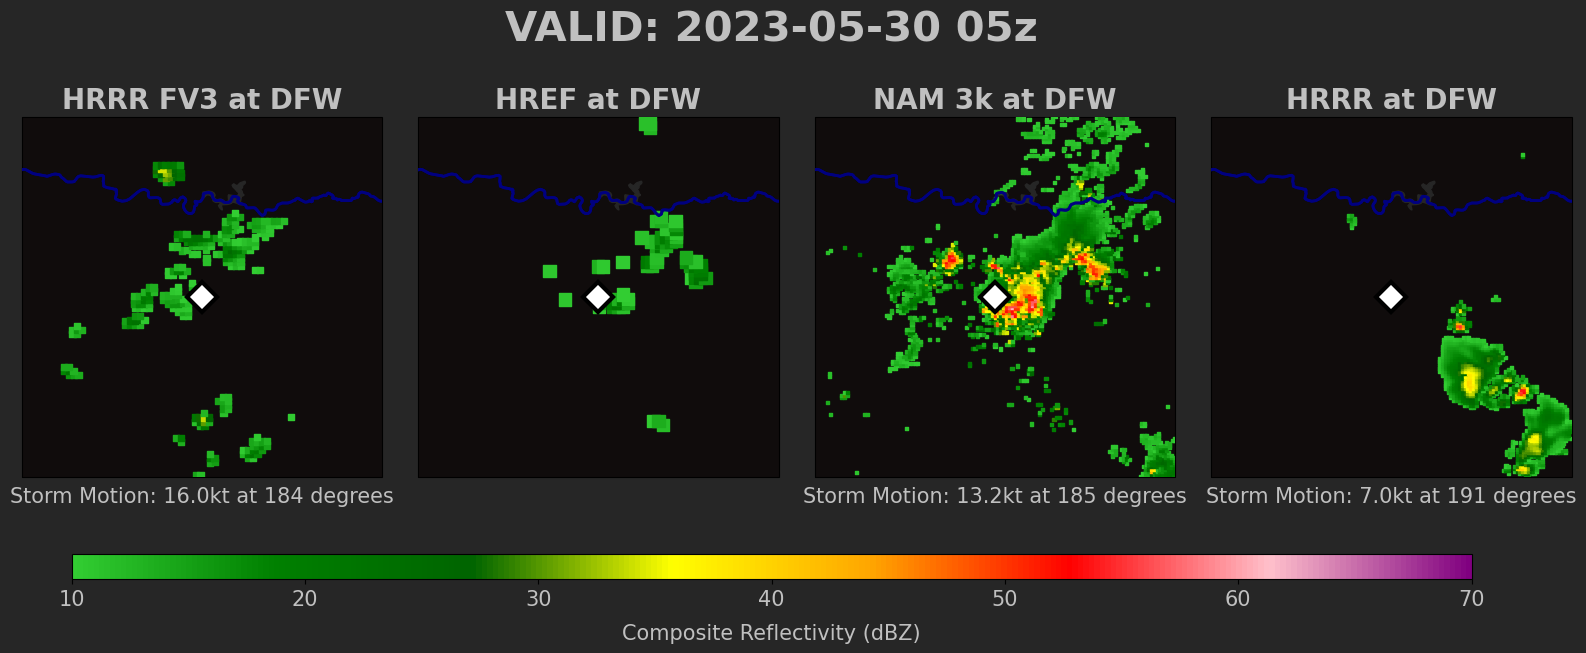 VALID: 2023-05-30 05z
HRRR FV3 at DFW
HREF at DFW
NAM 3k at DFW
HRRR at DFW
Storm Motion: 16.0kt at 184 degrees
Storm Motion: 13.2kt at 185 degrees
Storm Motion: 7.0kt at 191 degrees
10 20 30 40 50 60 70
Composite Reflectivity (dBZ)